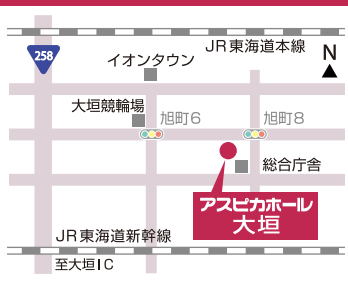 JR東海道本線
258
イオンタウン
N
大垣競輪場
旭町6
旭町8
総合庁舎
アスピカホール
大垣
JR東海道新幹線
至大垣IC